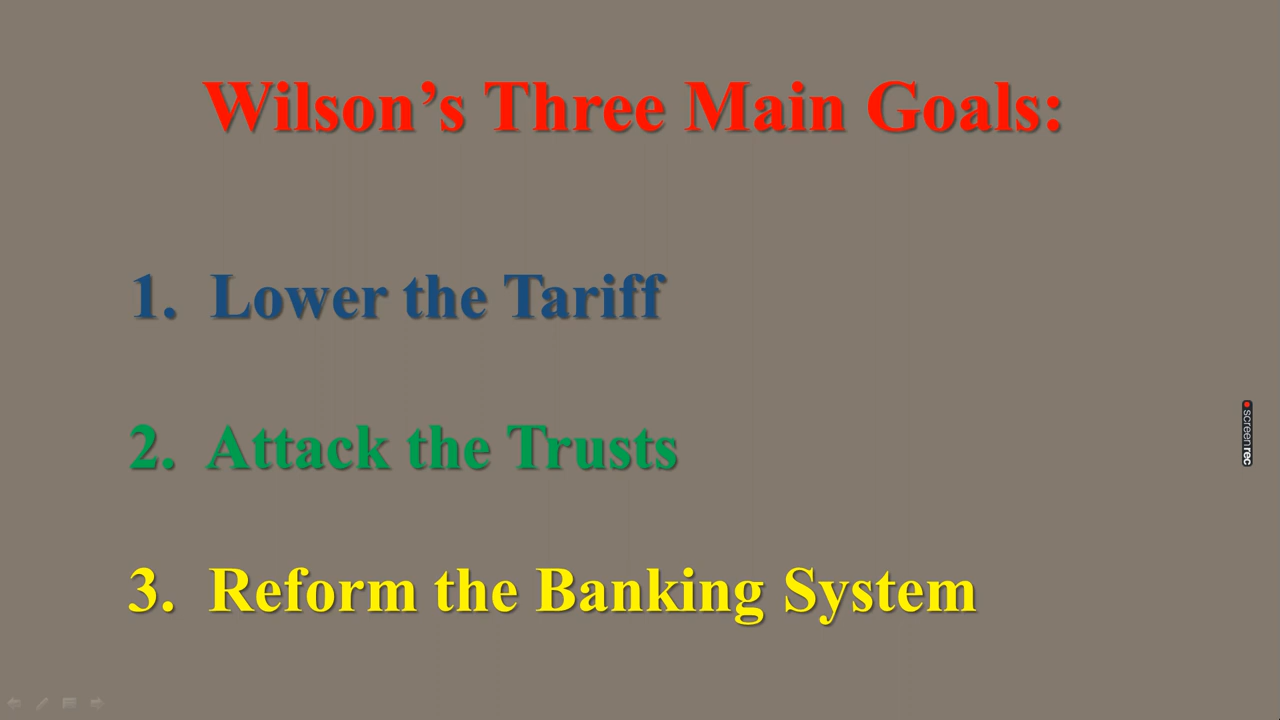 Wilson's Three Main Goals:
1. Lower the Tariff
2. Attack the Trusts
screenrec
3. Reform the Banking System